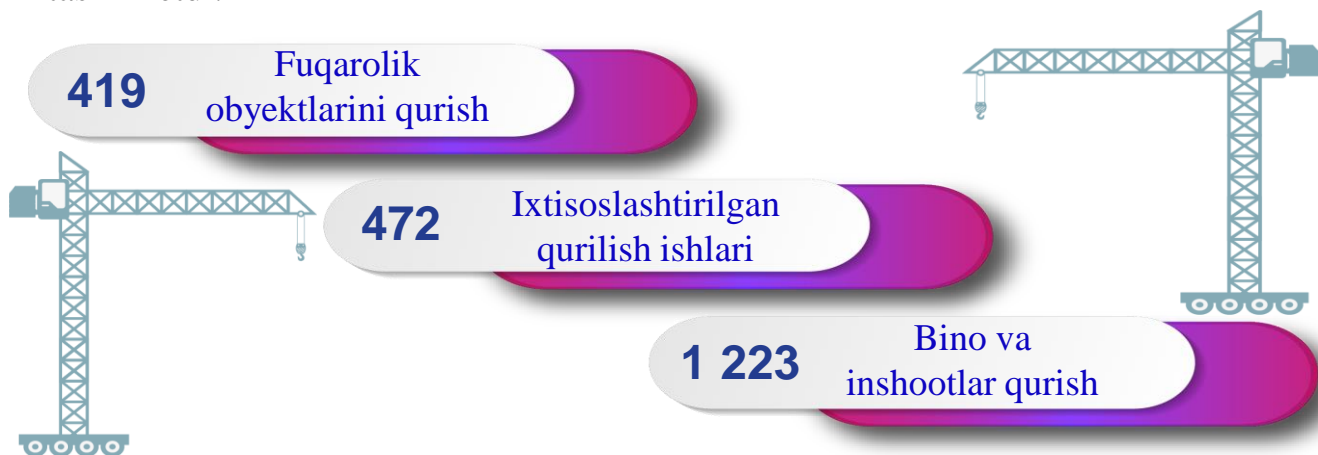 419
Fuqarolik
obyektlarini qurish
472
Ixtisoslashtirilgan
qurilish ishlari
1 223
Bino va
inshootlar qurish